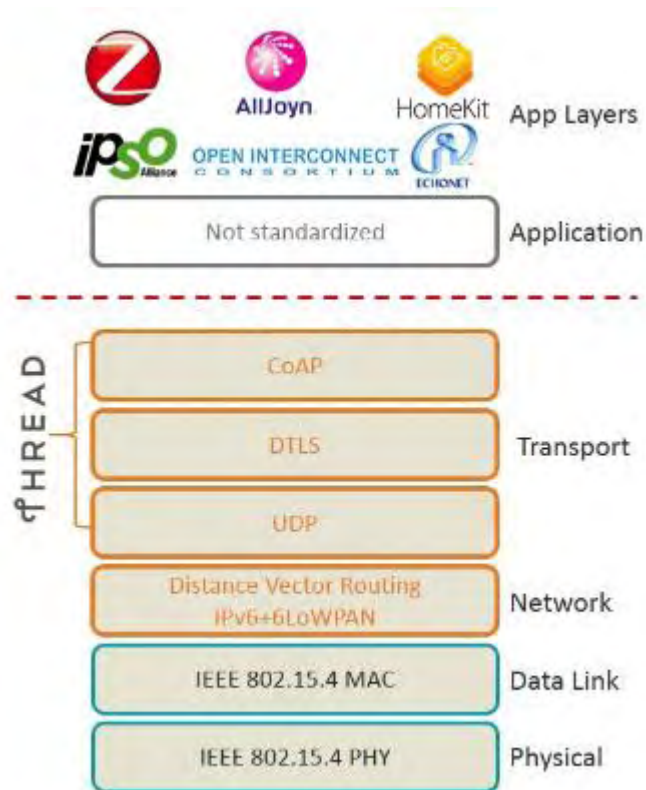 Z
AllJoyn
HomeKit
App Layers
ipso
Alliance
OPEN INTERCONNECT
CONSORTIUM
ECHONET
Not standardized
Application
THREAD
CoAP
DTLS
Transport
UDP
Distance Vector Routing
IPv6+6LoWPAN
Network
IEEE 802.15.4 MAC
Data Link
IEEE 802.15.4 PHY
Physical